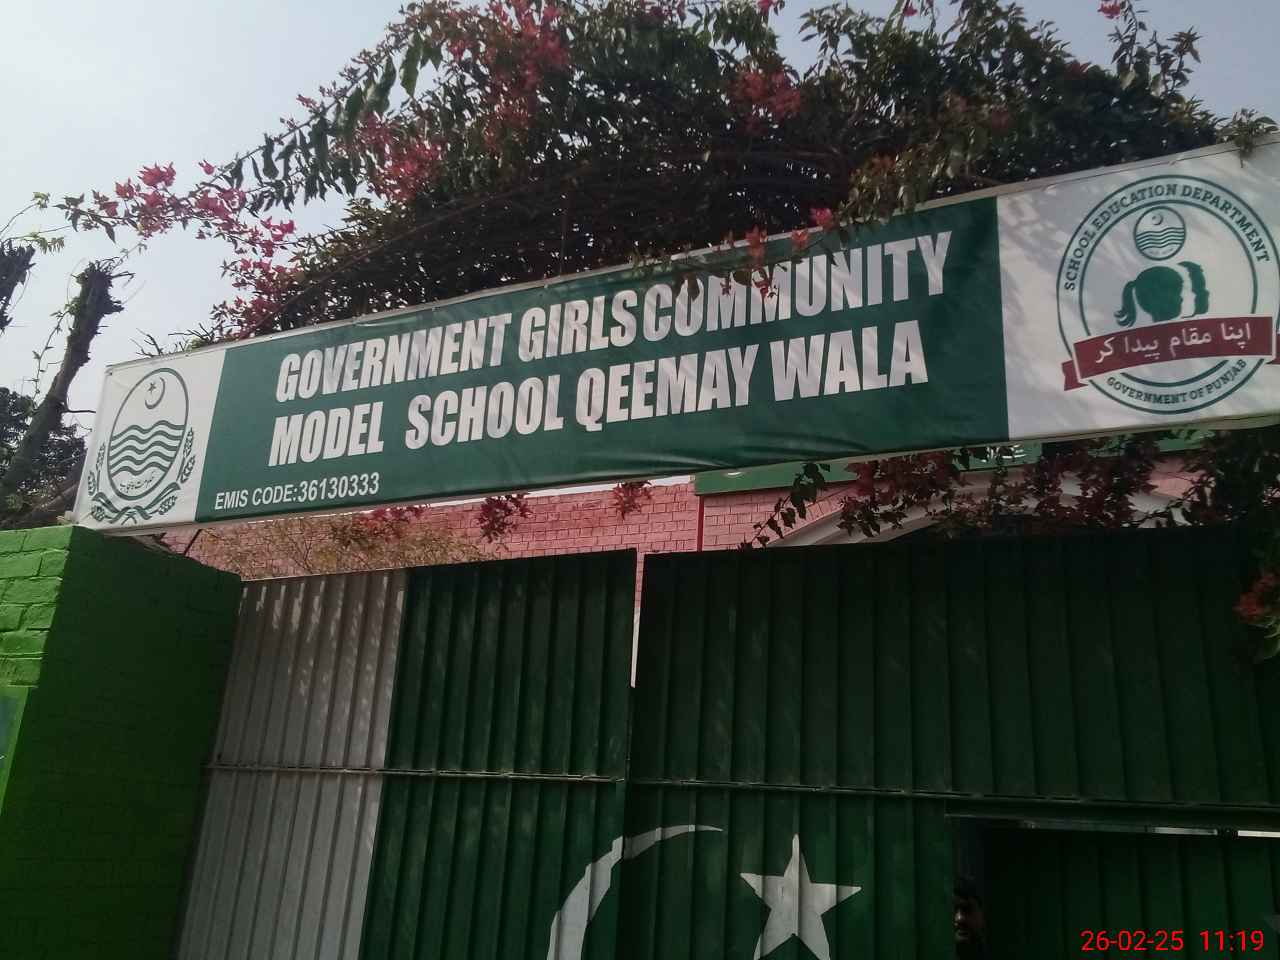 GOVERNMENT GIRLS COMMUNITY
MODEL SCHOOL QEEMAY WALA
EMIS CODE:36130333
SCHOOL EDUCATION DEPARTMENT
اپنا مقام پیدا کر
GOVERNMENT OF PUNJAB
26-02-25 11:19